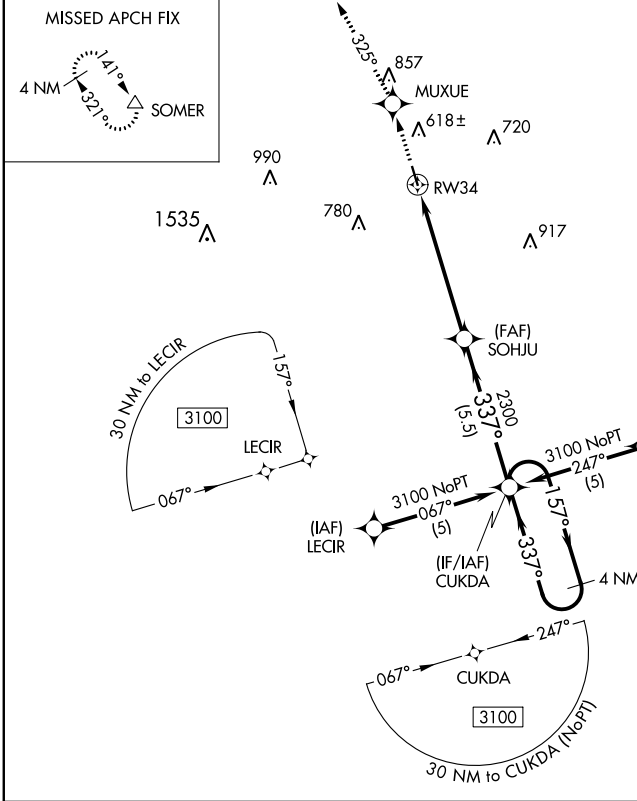 MISSED APCH FIX
4 NM
141°
321°
SOMER
325°
857
MUXUE
618±
720
990
RW34
1535
780
917
(FAF)
SOHJU
30 NM to LECIR
157°
3100
2300
337°
(5.5)
LECIR
067°
3100 NoPT
067°
(5)
3100 NoPT
247°
(5)
(IAF)
LECIR
(IF/IAF)
CUKDA
157°
337°
4 NM
067°
247°
CUKDA
3100
30 NM to CUKDA (NoPT)